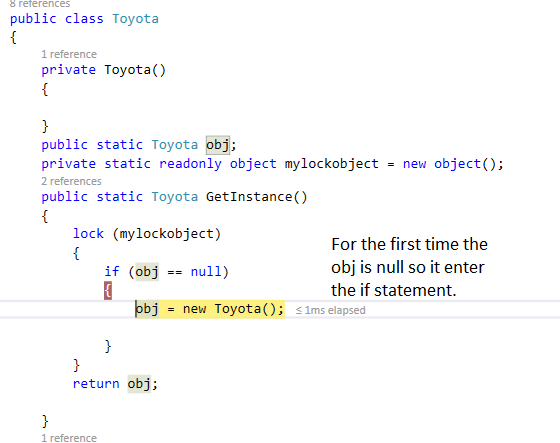 8 references
public class Toyota
{
1 reference
private Toyota()
{
}
public static Toyota obj;
private static readonly object mylockobject = new object();
2 references
public static Toyota GetInstance()
{
lock (mylockobject)
{
For the first time the
obj is null so it enter
the if statement.
if (obj == null)
{
obj = new Toyota(); ≤ 1ms elapsed
}
}
return obj;
}
1 reference